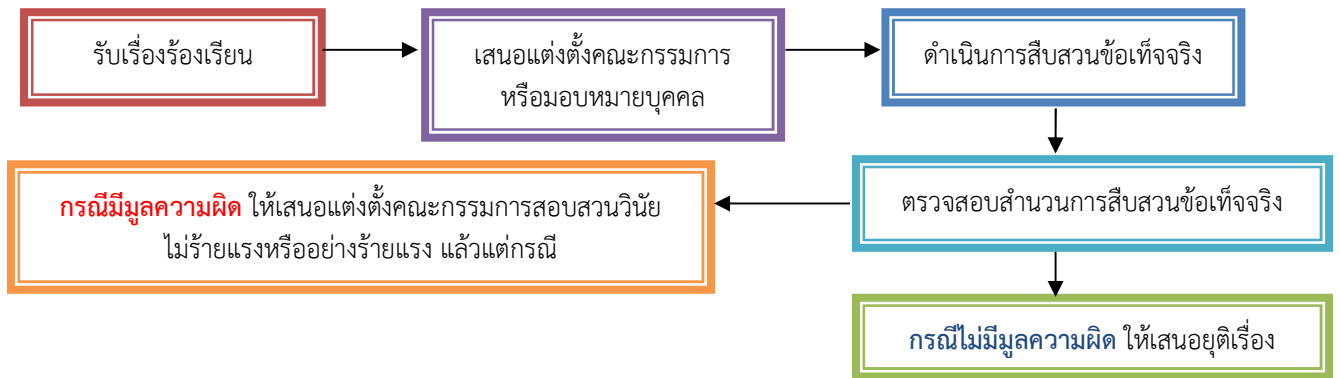 รับเรื่องร้องเรียน
เสนอแต่งตั้งคณะกรรมการ
หรือมอบหมายบุคคล
ดำเนินการสืบสวนข้อเท็จจริง
ตรวจสอบสำนวนการสืบสวนข้อเท็จจริง
กรณีมีมูลความผิด ให้เสนอแต่งตั้งคณะกรรมการสอบสวนวินัย
ไม่ร้ายแรงหรืออย่างร้ายแรง แล้วแต่กรณี
กรณีไม่มีมูลความผิด ให้เสนอยุติเรื่อง